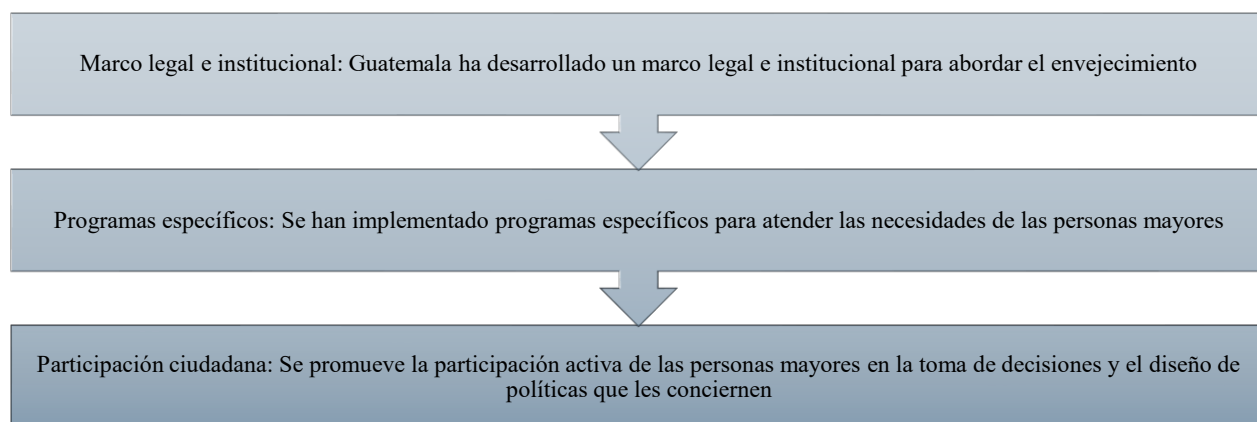 Marco legal e institucional: Guatemala ha desarrollado un marco legal e institucional para abordar el envejecimiento
Programas específicos: Se han implementado programas específicos para atender las necesidades de las personas mayores
Participación ciudadana: Se promueve la participación activa de las personas mayores en la toma de decisiones y el diseño de
políticas que les conciernen